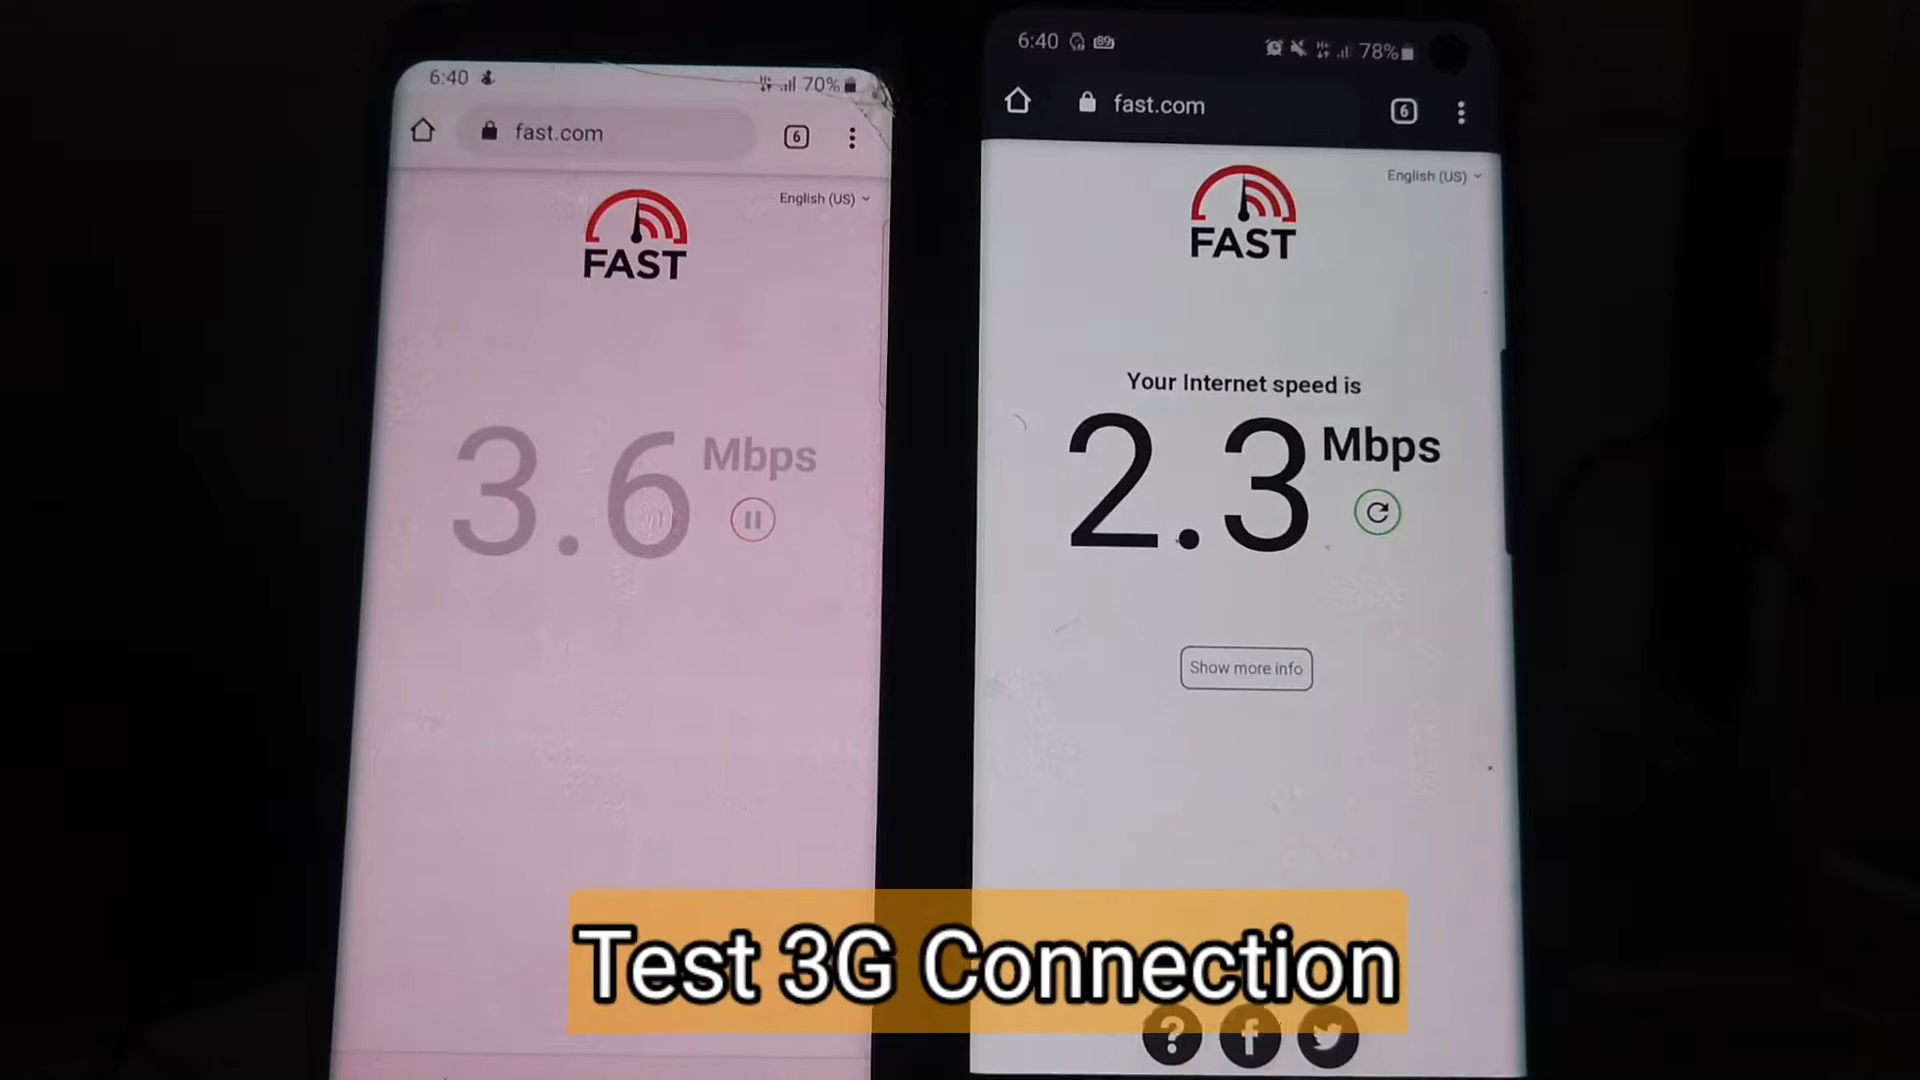 6:40
70%
fast.com
6
English (US)
FAST
3.6
Mbps
6:40
89
78%
fast.com
6
English (US)
FAST
Your Internet speed is
2.3
Mbps
Show more info
Test 3G Connection
?
f